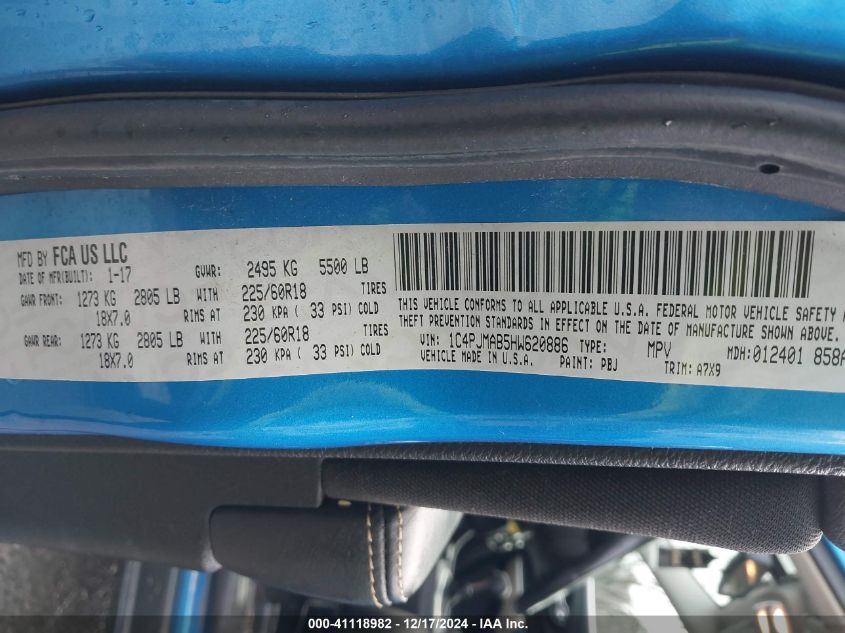 MFD BY FCA US LLC
DATE OF MFR(BUILT): 1-17 GVWR: 2495 KG 5500 LB
GAWR FRONT: 1273 KG 2805 LB WITH 225/60R18 TIRES
18X7.0 RIMS AT 230 KPA ( 33 PSI) COLD
GAWR REAR: 1273 KG 2805 LB WITH 225/60R18 TIRES
18X7.0 RIMS AT 230 KPA ( 33 PSI) COLD
THIS VEHICLE CONFORMS TO ALL APPLICABLE U.S.A. FEDERAL MOTOR VEHICLE SAFETY
THEFT PREVENTION STANDARDS IN EFFECT ON THE DATE OF MANUFACTURE SHOWN ABOVE.
VIN: 1C4PJMAB5HW620886 TYPE: MPV MDH:012401 858A
VEHICLE MADE IN U.S.A. PAINT: PBJ TRIM: A7X9
000-41118982 / 12/17/2024 / IAA Inc.